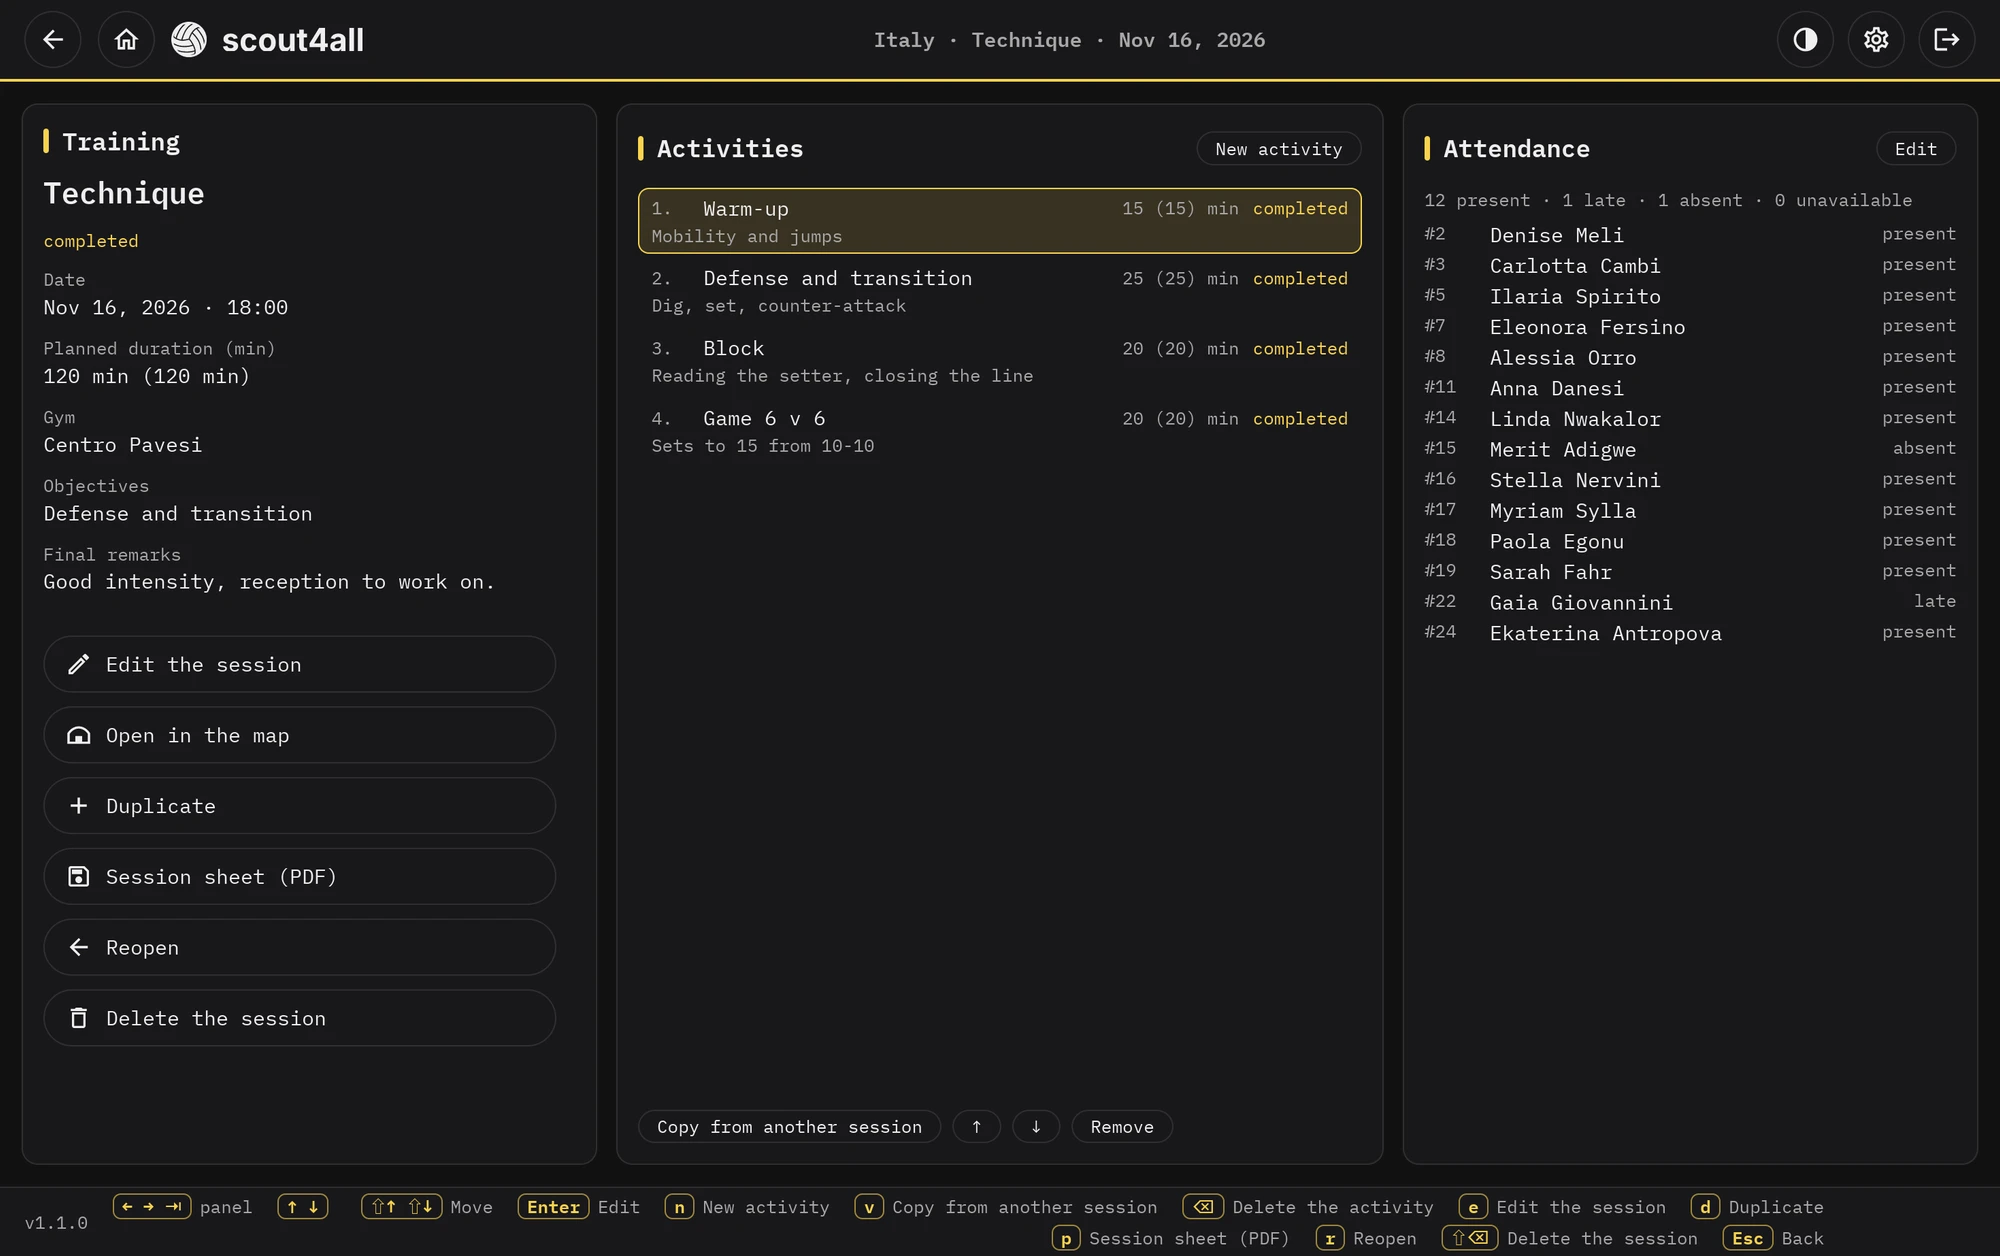 scout4all
Italy · Technique · Nov 16, 2026
Training
Technique
completed
Date
Nov 16, 2026 · 18:00
Planned duration (min)
120 min (120 min)
Gym
Centro Pavesi
Objectives
Defense and transition
Final remarks
Good intensity, reception to work on.
Edit the session
Open in the map
Duplicate
Session sheet (PDF)
Reopen
Delete the session
Activities New activity
1. Warm-up 15 (15) min completed
Mobility and jumps
2. Defense and transition 25 (25) min completed
Dig, set, counter-attack
3. Block 20 (20) min completed
Reading the setter, closing the line
4. Game 6 v 6 20 (20) min completed
Sets to 15 from 10-10
Copy from another session ↑ ↓ Remove
Attendance Edit
12 present · 1 late · 1 absent · 0 unavailable
#2 Denise Meli present
#3 Carlotta Cambi present
#5 Ilaria Spirito present
#7 Eleonora Fersino present
#8 Alessia Orro present
#11 Anna Danesi present
#14 Linda Nwakalor present
#15 Merit Adigwe absent
#16 Stella Nervini present
#17 Myriam Sylla present
#18 Paola Egonu present
#19 Sarah Fahr present
#22 Gaia Giovannini late
#24 Ekaterina Antropova present
v1.1.0
← → ⇥ panel ↑ ↓ ⇧↑ ⇧↓ Move Enter Edit n New activity v Copy from another session ⌫ Delete the activity e Edit the session d Duplicate
p Session sheet (PDF) r Reopen ⇧⌫ Delete the session Esc Back